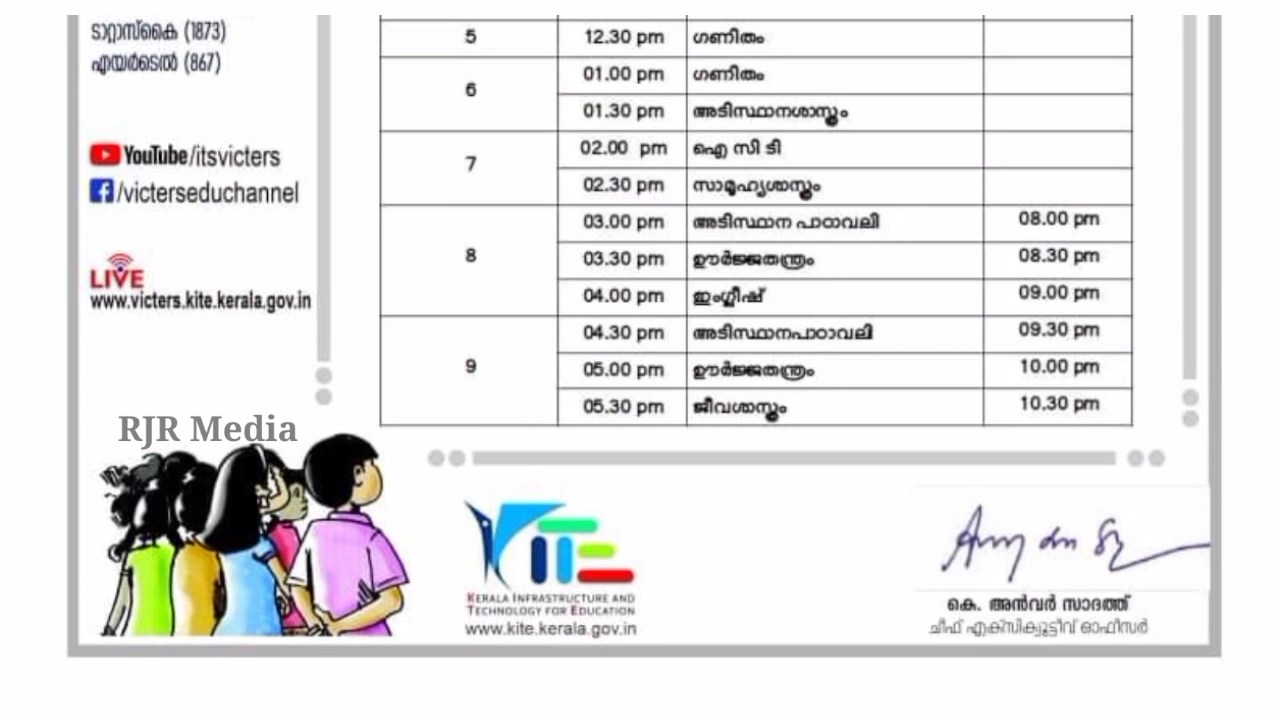 ടാറ്റാസ്കൈ (1873)
എയർടെൽ (867)
YouTube/itsvicters
/victerseduchannel
LIVE
www.victers.kite.kerala.gov.in
5 12.30 pm ഗണിതം
6 01.00 pm ഗണിതം
01.30 pm അടിസ്ഥാനശാസ്ത്രം
7 02.00 pm ഐ സി ടി
02.30 pm സാമൂഹ്യശാസ്ത്രം
8 03.00 pm അടിസ്ഥാന പാഠാവലി 08.00 pm
03.30 pm ഊർജ്ജതന്ത്രം 08.30 pm
04.00 pm ഇംഗ്ലീഷ് 09.00 pm
9 04.30 pm അടിസ്ഥാനപാഠാവലി 09.30 pm
05.00 pm ഊർജ്ജതന്ത്രം 10.00 pm
05.30 pm ജീവശാസ്ത്രം 10.30 pm
RJR Media
KITE
KERALA INFRASTRUCTURE AND
TECHNOLOGY FOR EDUCATION
www.kite.kerala.gov.in
കെ. അൻവർ സാദത്ത്
ചീഫ് എക്സിക്യൂട്ടീവ് ഓഫീസർ